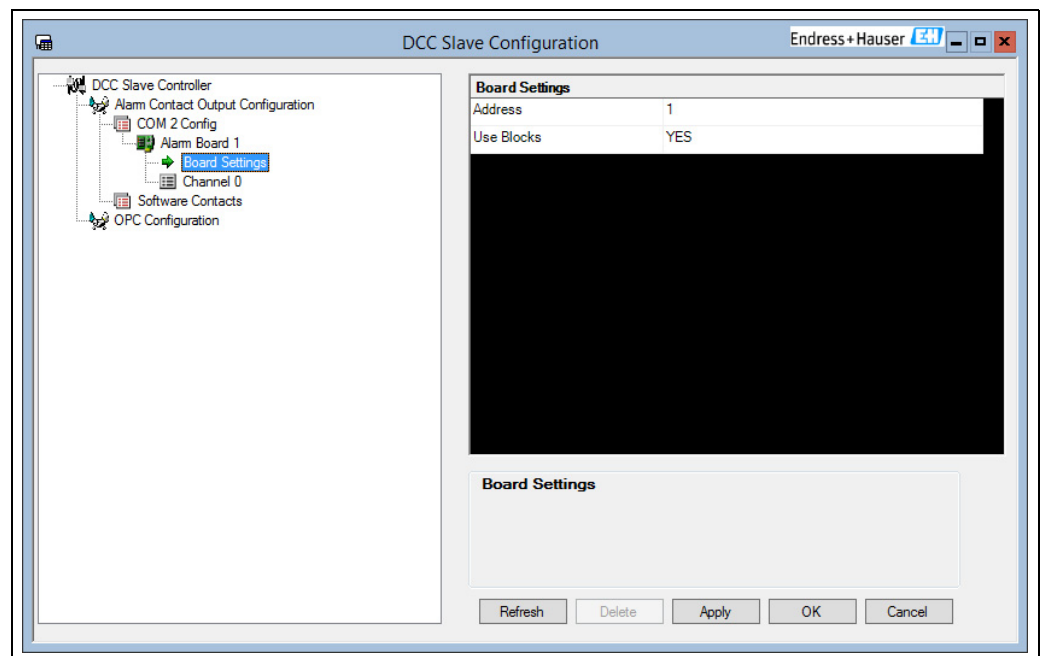 DCC Slave Configuration
Endress+Hauser EH
DCC Slave Controller
Alarm Contact Output Configuration
COM 2 Config
Alarm Board 1
Board Settings
Channel 0
Software Contacts
OPC Configuration
Board Settings
Address 1
Use Blocks YES
Board Settings
Refresh Delete Apply OK Cancel